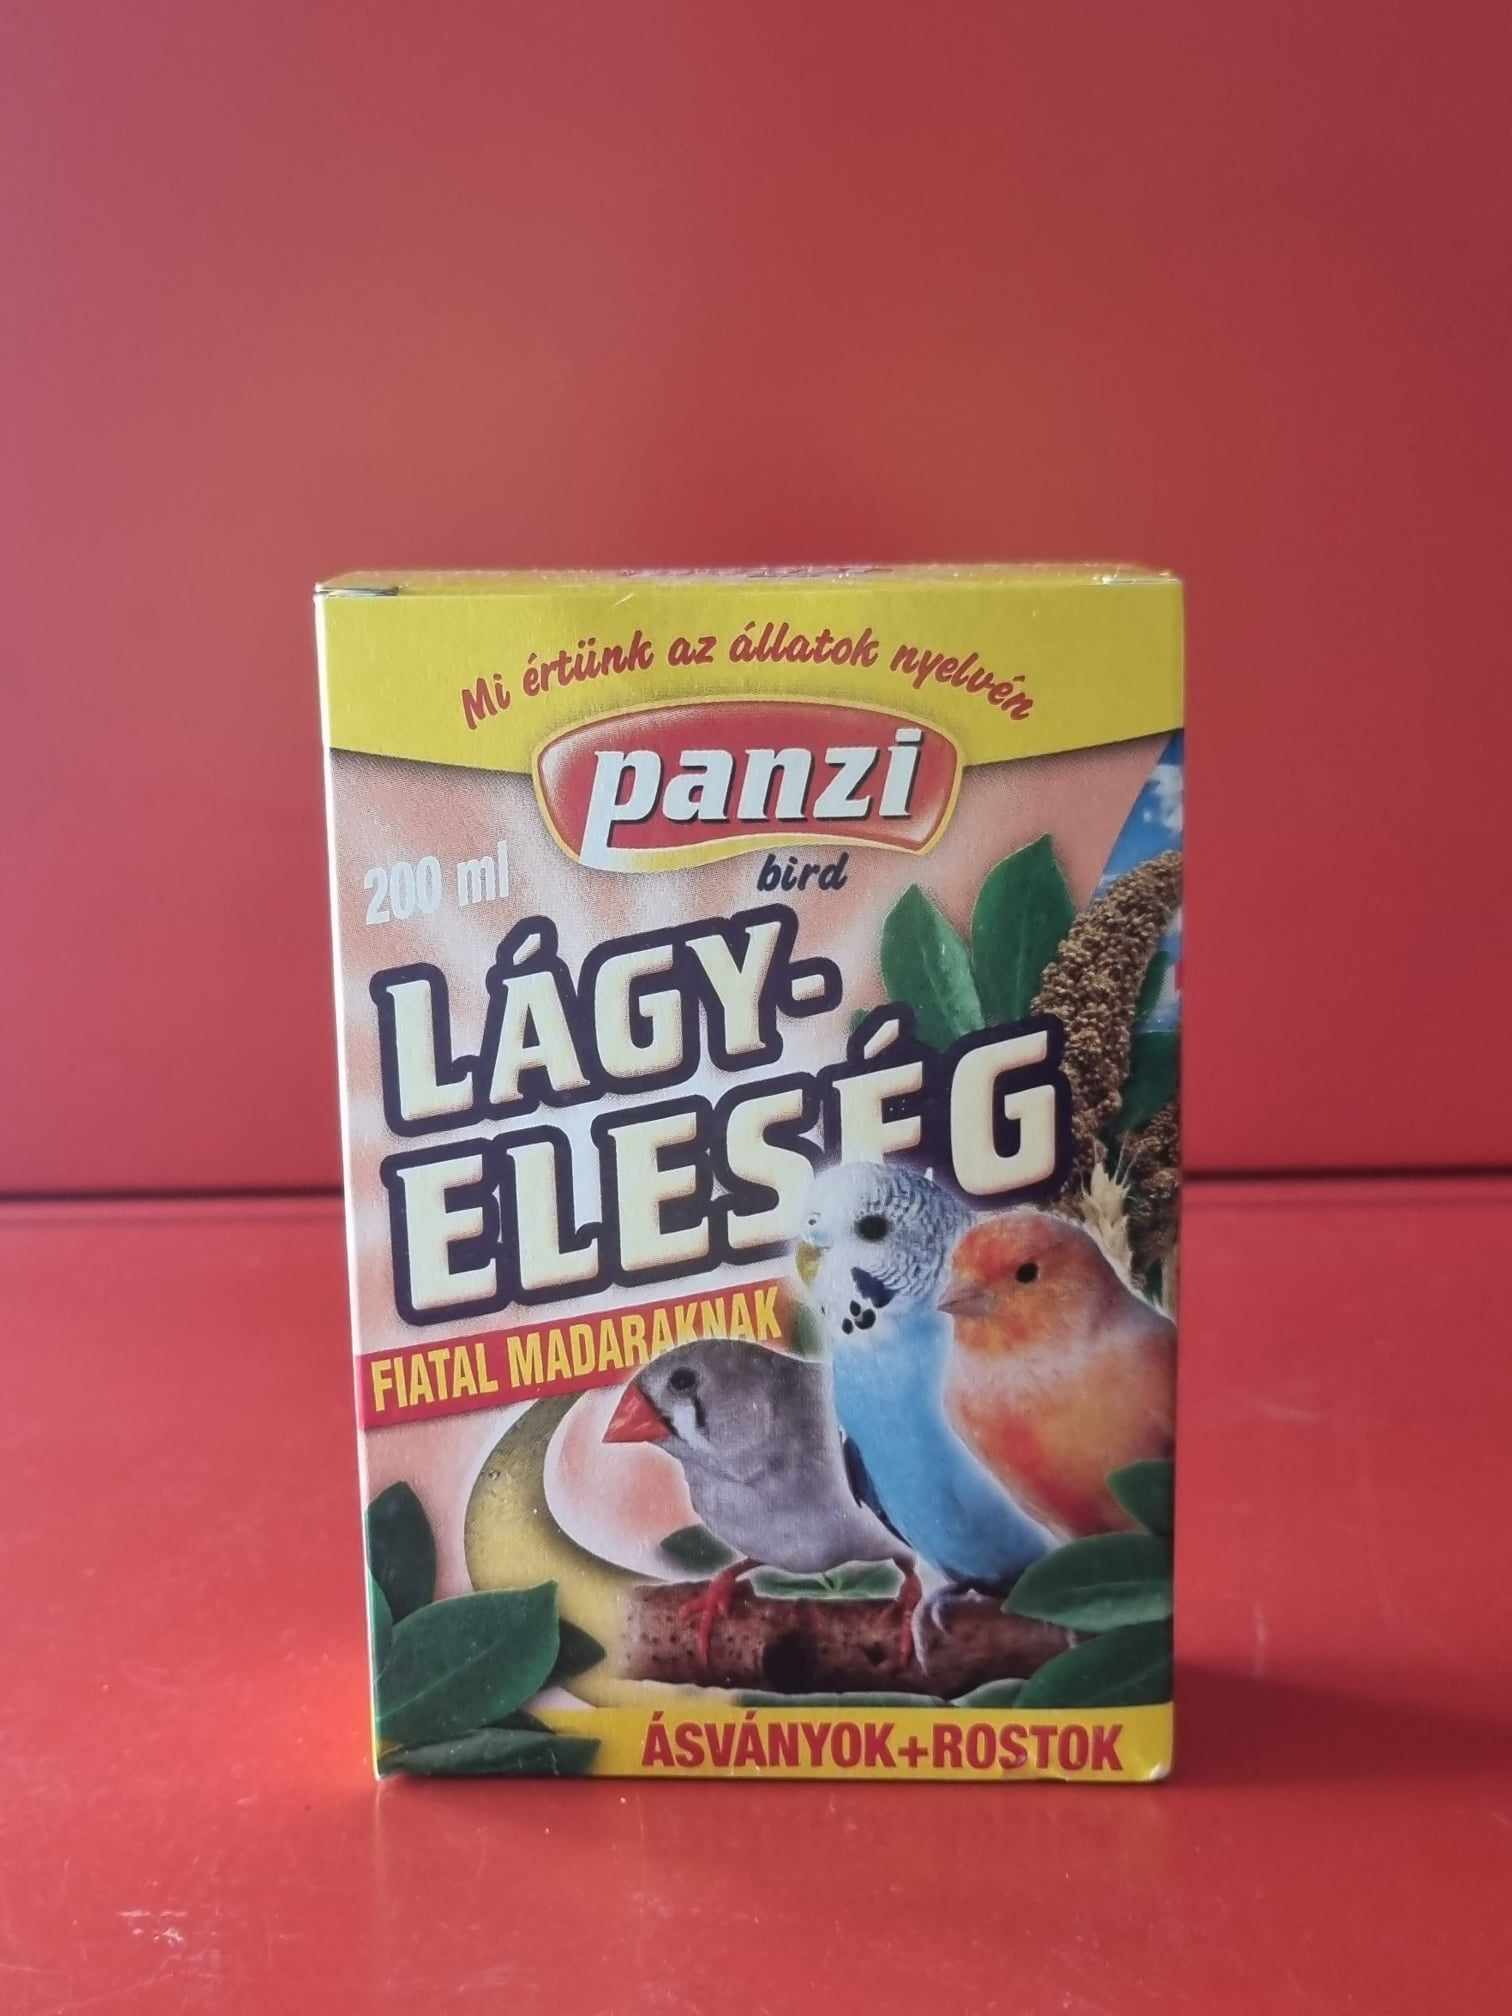 Mi értünk az állatok nyelvén
panzi
bird
200 ml
LÁGY-
ELESÉG
FIATAL MADARAKNAK
ÁSVÁNYOK+ROSTOK